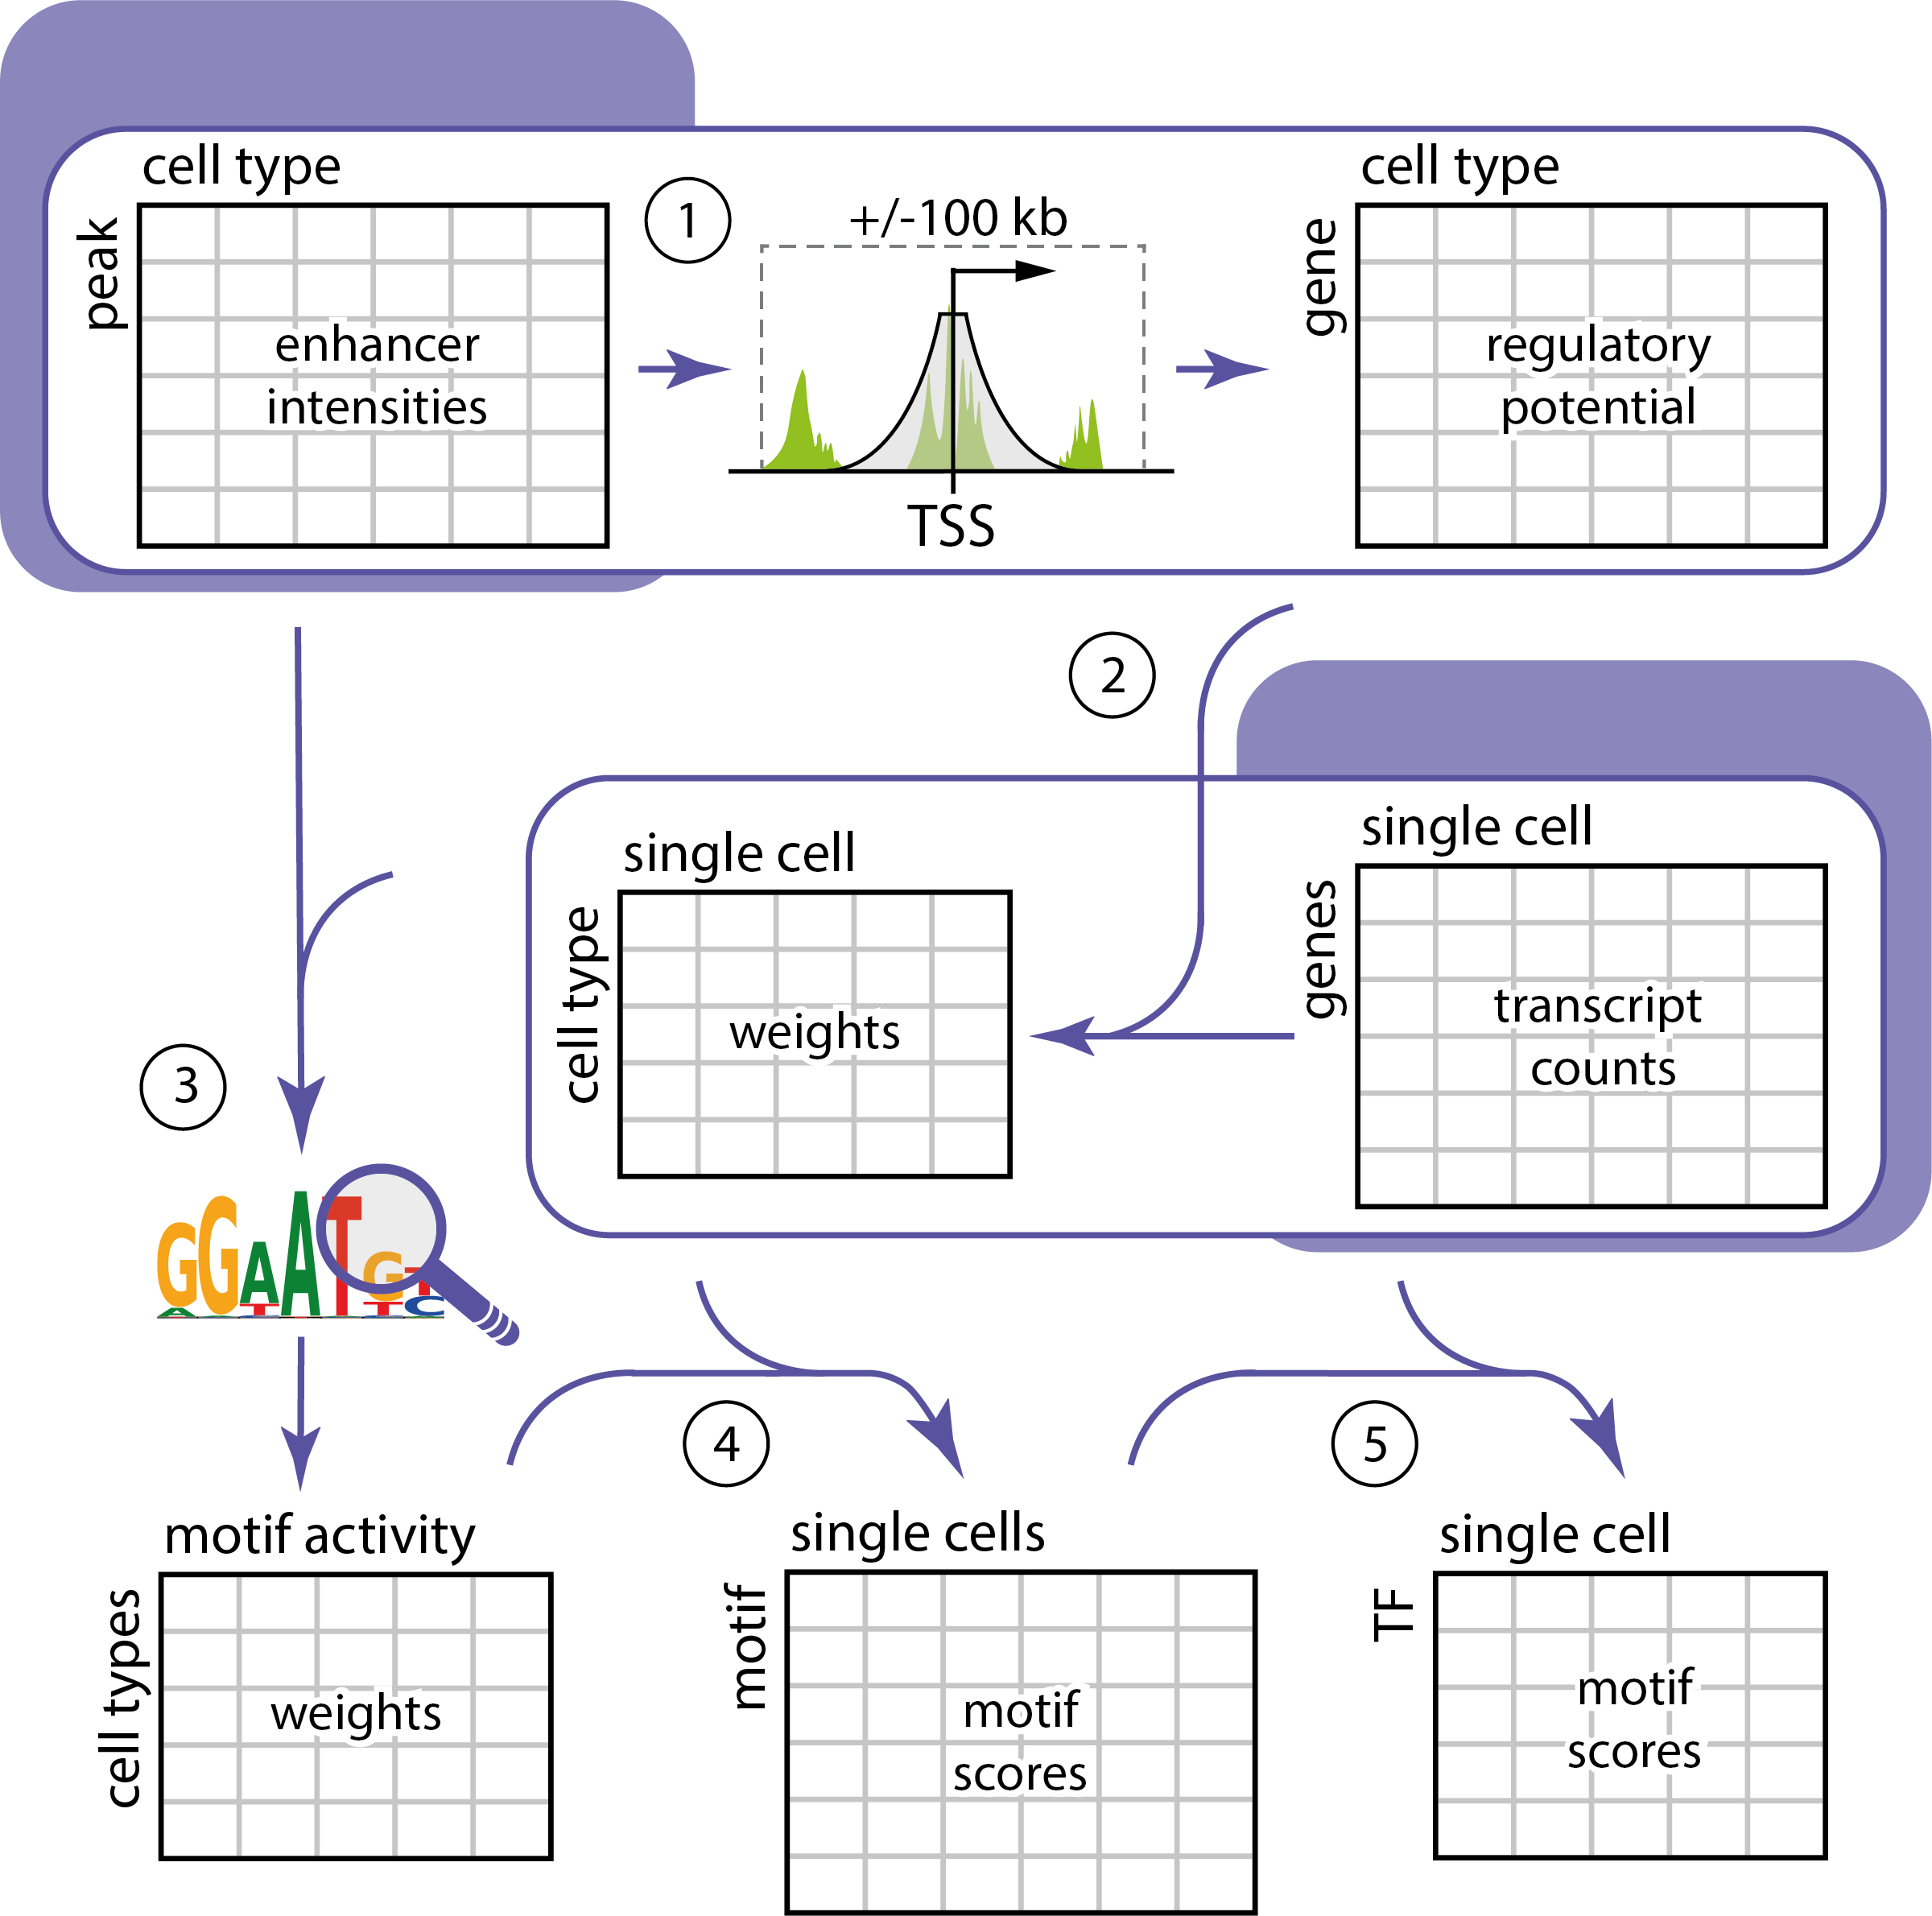 cell type
peak
enhancer
intensities
1
+/-100 kb
TSS
cell type
gene
regulatory
potential
2
single cell
cell type
weights
single cell
genes
transcript
counts
3
GGAATGT
A T T C
4
5
motif activity
cell types
weights
single cells
motif
motif
scores
single cell
TF
motif
scores